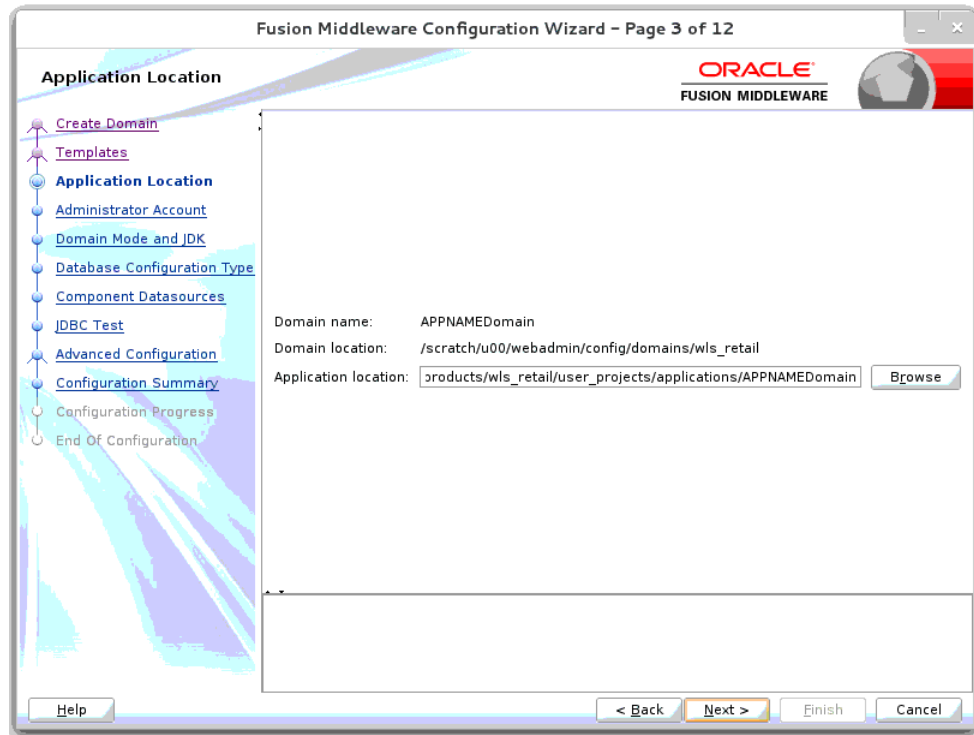 Fusion Middleware Configuration Wizard – Page 3 of 12
Application Location
ORACLE
FUSION MIDDLEWARE
Create Domain
Templates
Application Location
Administrator Account
Domain Mode and JDK
Database Configuration Type
Component Datasources
JDBC Test
Advanced Configuration
Configuration Summary
Configuration Progress
End Of Configuration
Domain name: APPNAMEDomain
Domain location: /scratch/u00/webadmin/config/domains/wls_retail
Application location: products/wls_retail/user_projects/applications/APPNAMEDomain Browse
Help < Back Next > Finish Cancel